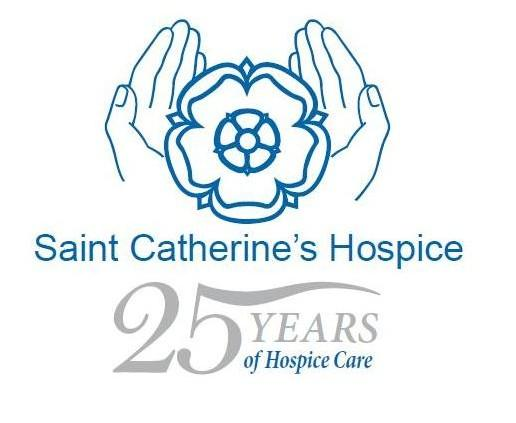 Saint Catherine’s Hospice
25 YEARS
of Hospice Care